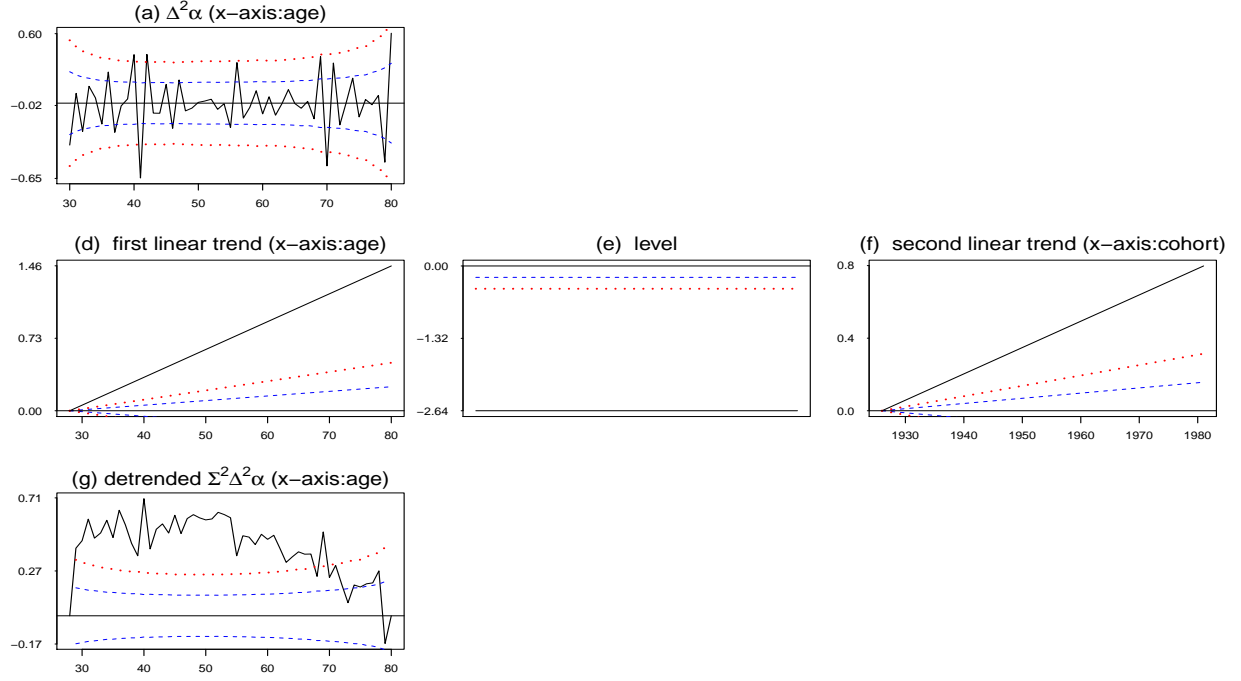 (a) Δ²α (x−axis:age)
0.60
−0.02
−0.65
30 40 50 60 70 80
(d) first linear trend (x−axis:age)
1.46
0.73
0.00
30 40 50 60 70 80
(e) level
0.00
−1.32
−2.64
(f) second linear trend (x−axis:cohort)
0.8
0.4
0.0
1930 1940 1950 1960 1970 1980
(g) detrended Σ²Δ²α (x−axis:age)
0.71
0.27
−0.17
30 40 50 60 70 80